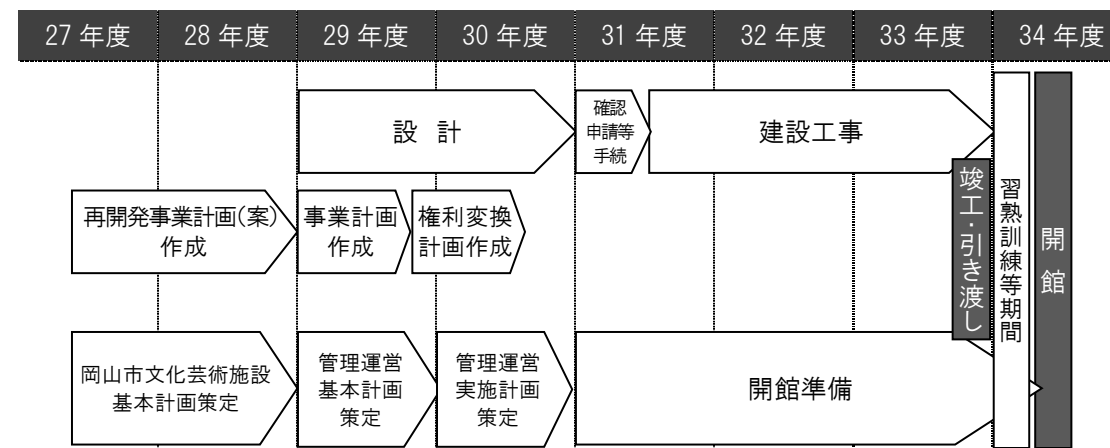 27 年度 28 年度 29 年度 30 年度 31 年度 32 年度 33 年度 34 年度
設 計
確認
申請等
手続
建設工事
再開発事業計画(案)
作成
事業計画
作成
権利変換
計画作成
竣工・引き渡し
習熟訓練等期間
開館
岡山市文化芸術施設
基本計画策定
管理運営
基本計画
策定
管理運営
実施計画
策定
開館準備